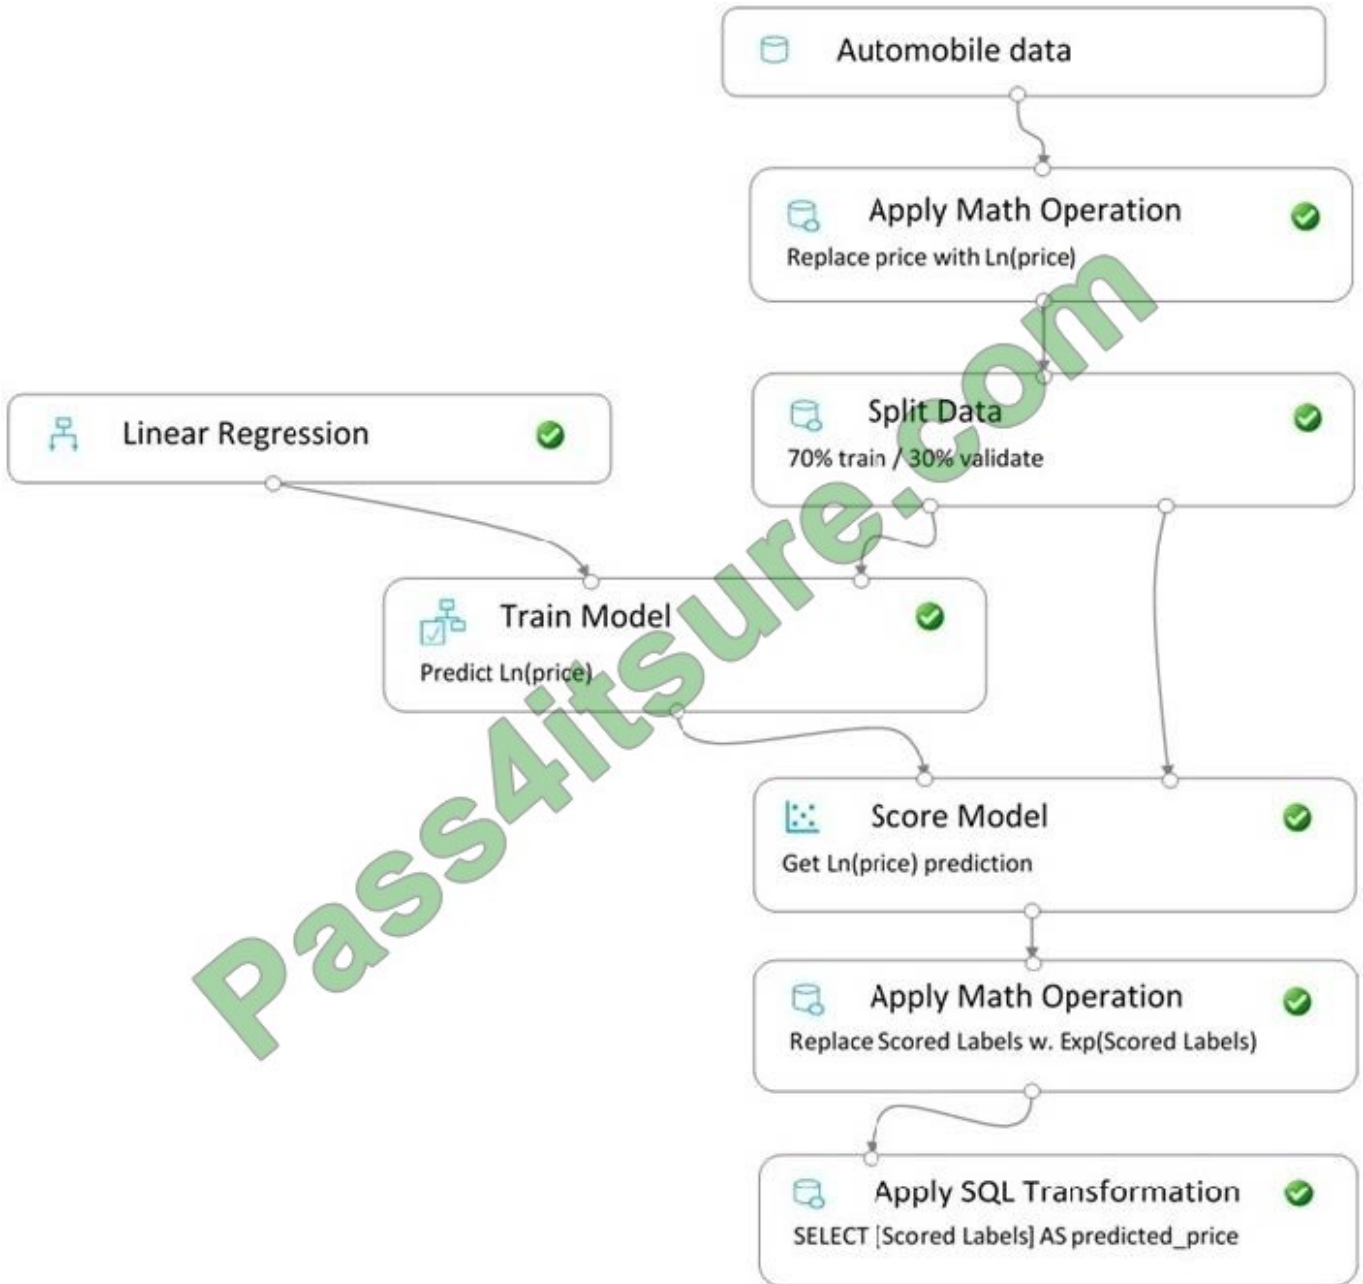 Automobile data
Apply Math Operation
Replace price with Ln(price)
Split Data
70% train / 30% validate
Linear Regression
Train Model
Predict Ln(price)
Score Model
Get Ln(price) prediction
Apply Math Operation
Replace Scored Labels w. Exp(Scored Labels)
Apply SQL Transformation
SELECT [Scored Labels] AS predicted_price
Pass4itsure.com